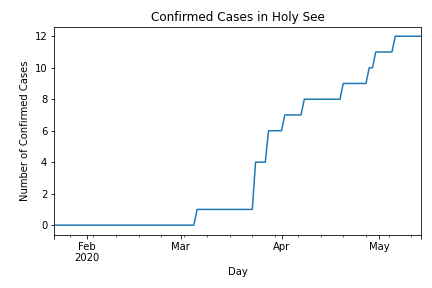 Confirmed Cases in Holy See
12
10
8
6
4
2
0
Number of Confirmed Cases
Feb
2020
Mar
Apr
May
Day